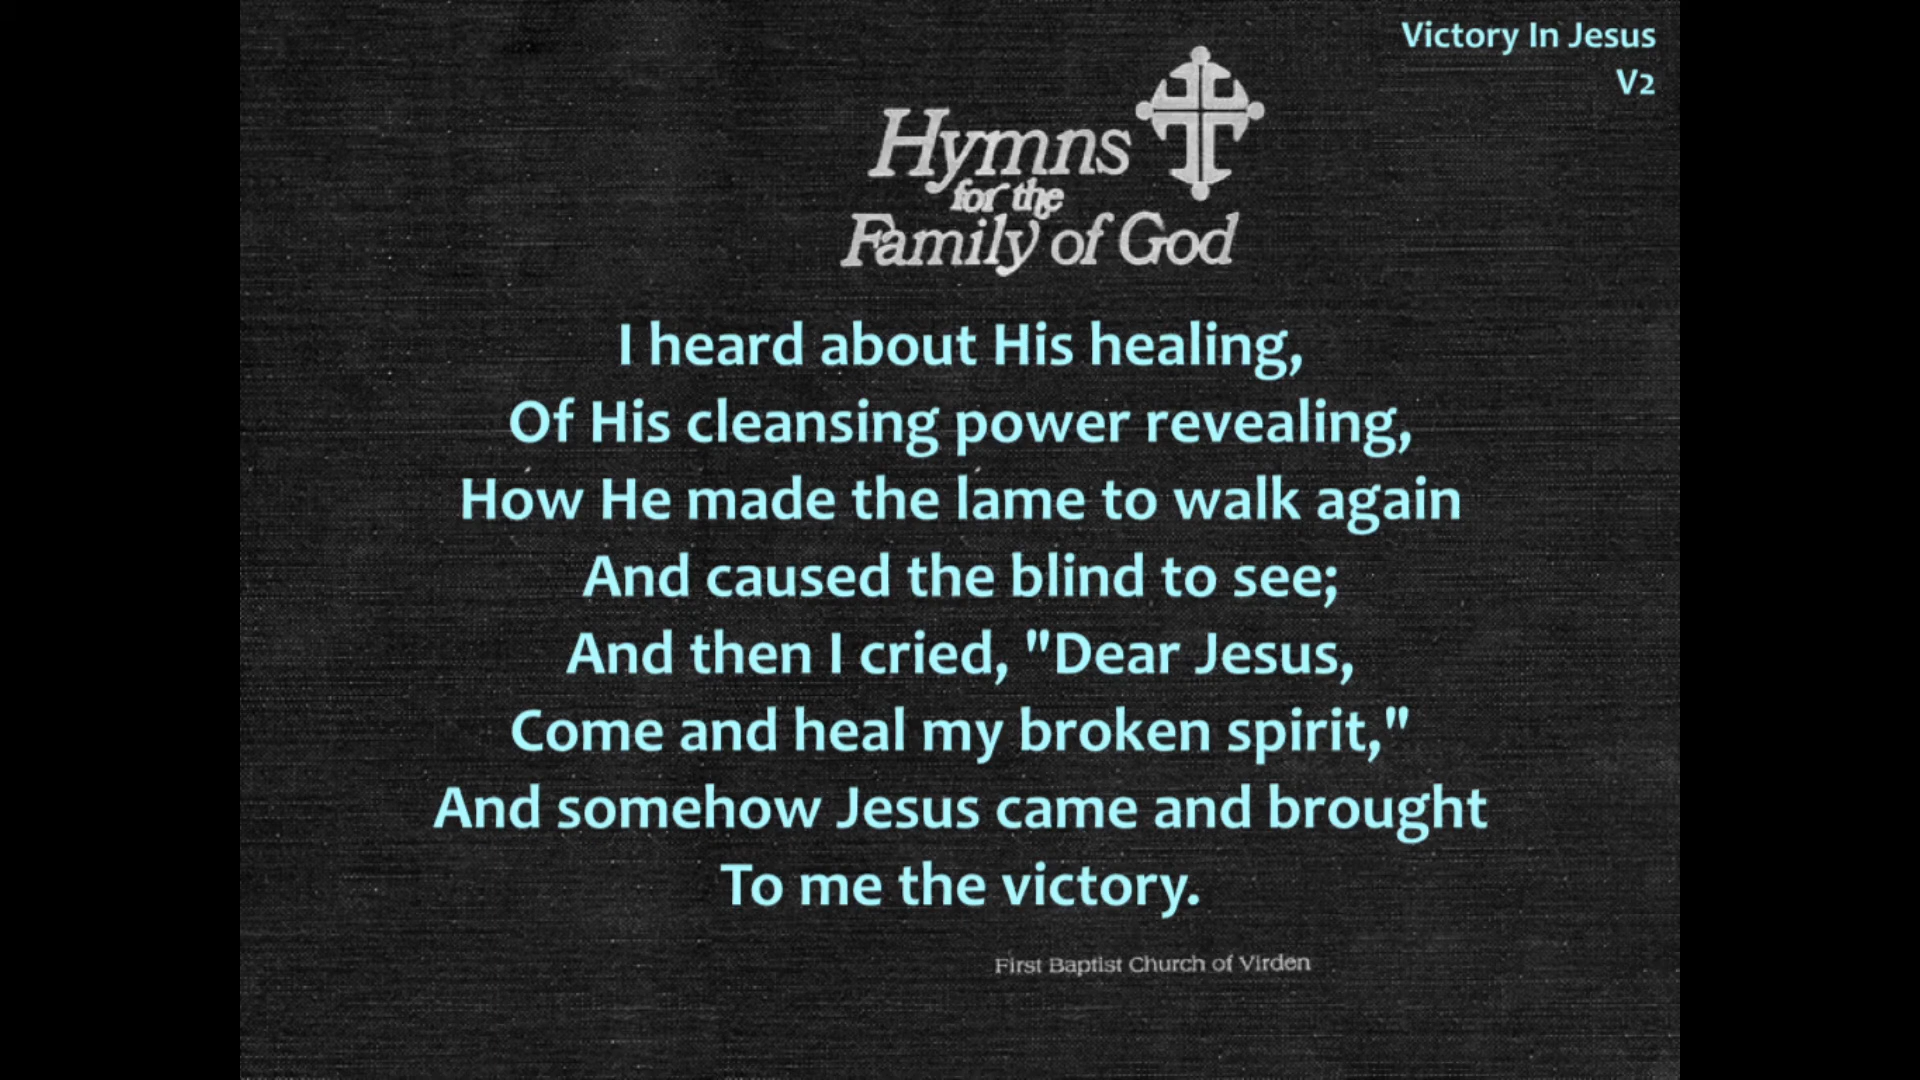 Victory In Jesus
V2
Hymns
for the
Family of God
I heard about His healing,
Of His cleansing power revealing,
How He made the lame to walk again
And caused the blind to see;
And then I cried, "Dear Jesus,
Come and heal my broken spirit,"
And somehow Jesus came and brought
To me the victory.
First Baptist Church of Virden